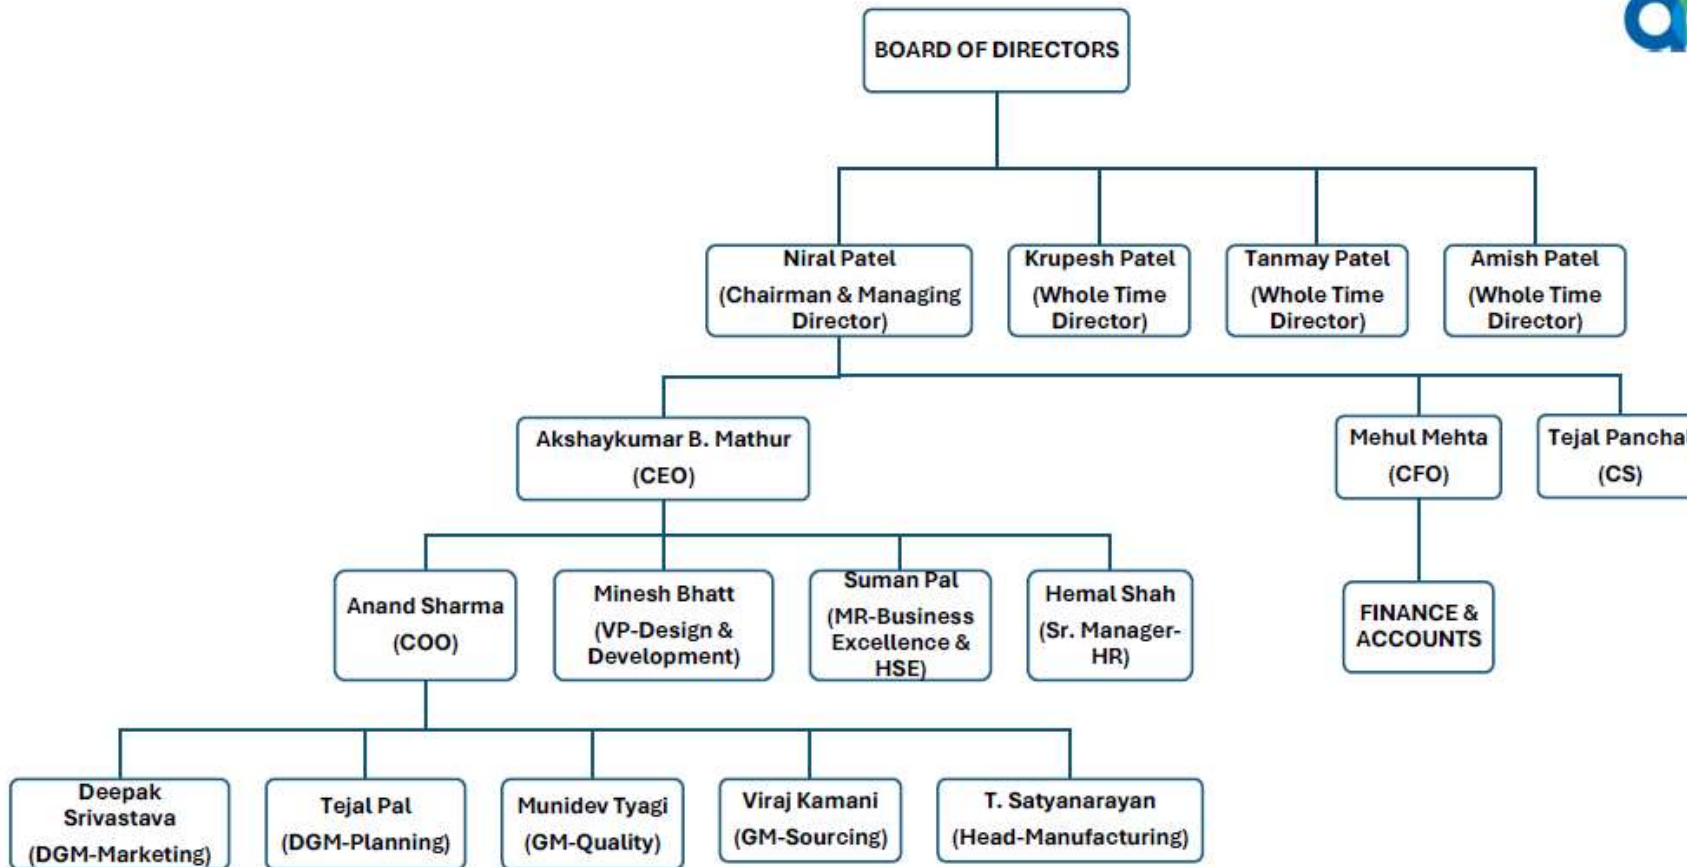 BOARD OF DIRECTORS
Niral Patel
(Chairman & Managing
Director)
Krupesh Patel
(Whole Time
Director)
Tanmay Patel
(Whole Time
Director)
Amish Patel
(Whole Time
Director)
Akshaykumar B. Mathur
(CEO)
Mehul Mehta
(CFO)
Tejal Panchal
(CS)
Anand Sharma
(COO)
Minesh Bhatt
(VP-Design &
Development)
Suman Pal
(MR-Business
Excellence &
HSE)
Hemal Shah
(Sr. Manager-
HR)
FINANCE &
ACCOUNTS
Deepak
Srivastava
(DGM-Marketing)
Tejal Pal
(DGM-Planning)
Munidev Tyagi
(GM-Quality)
Viraj Kamani
(GM-Sourcing)
T. Satyanarayan
(Head-Manufacturing)